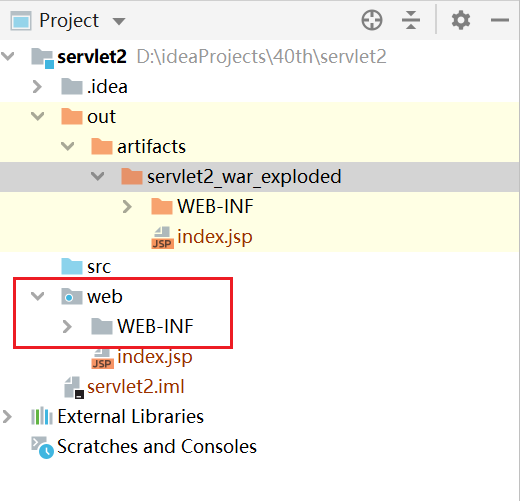 Project
servlet2 D:\ideaProjects\40th\servlet2
.idea
out
artifacts
servlet2_war_exploded
WEB-INF
JSP index.jsp
src
web
WEB-INF
JSP index.jsp
servlet2.iml
External Libraries
Scratches and Consoles